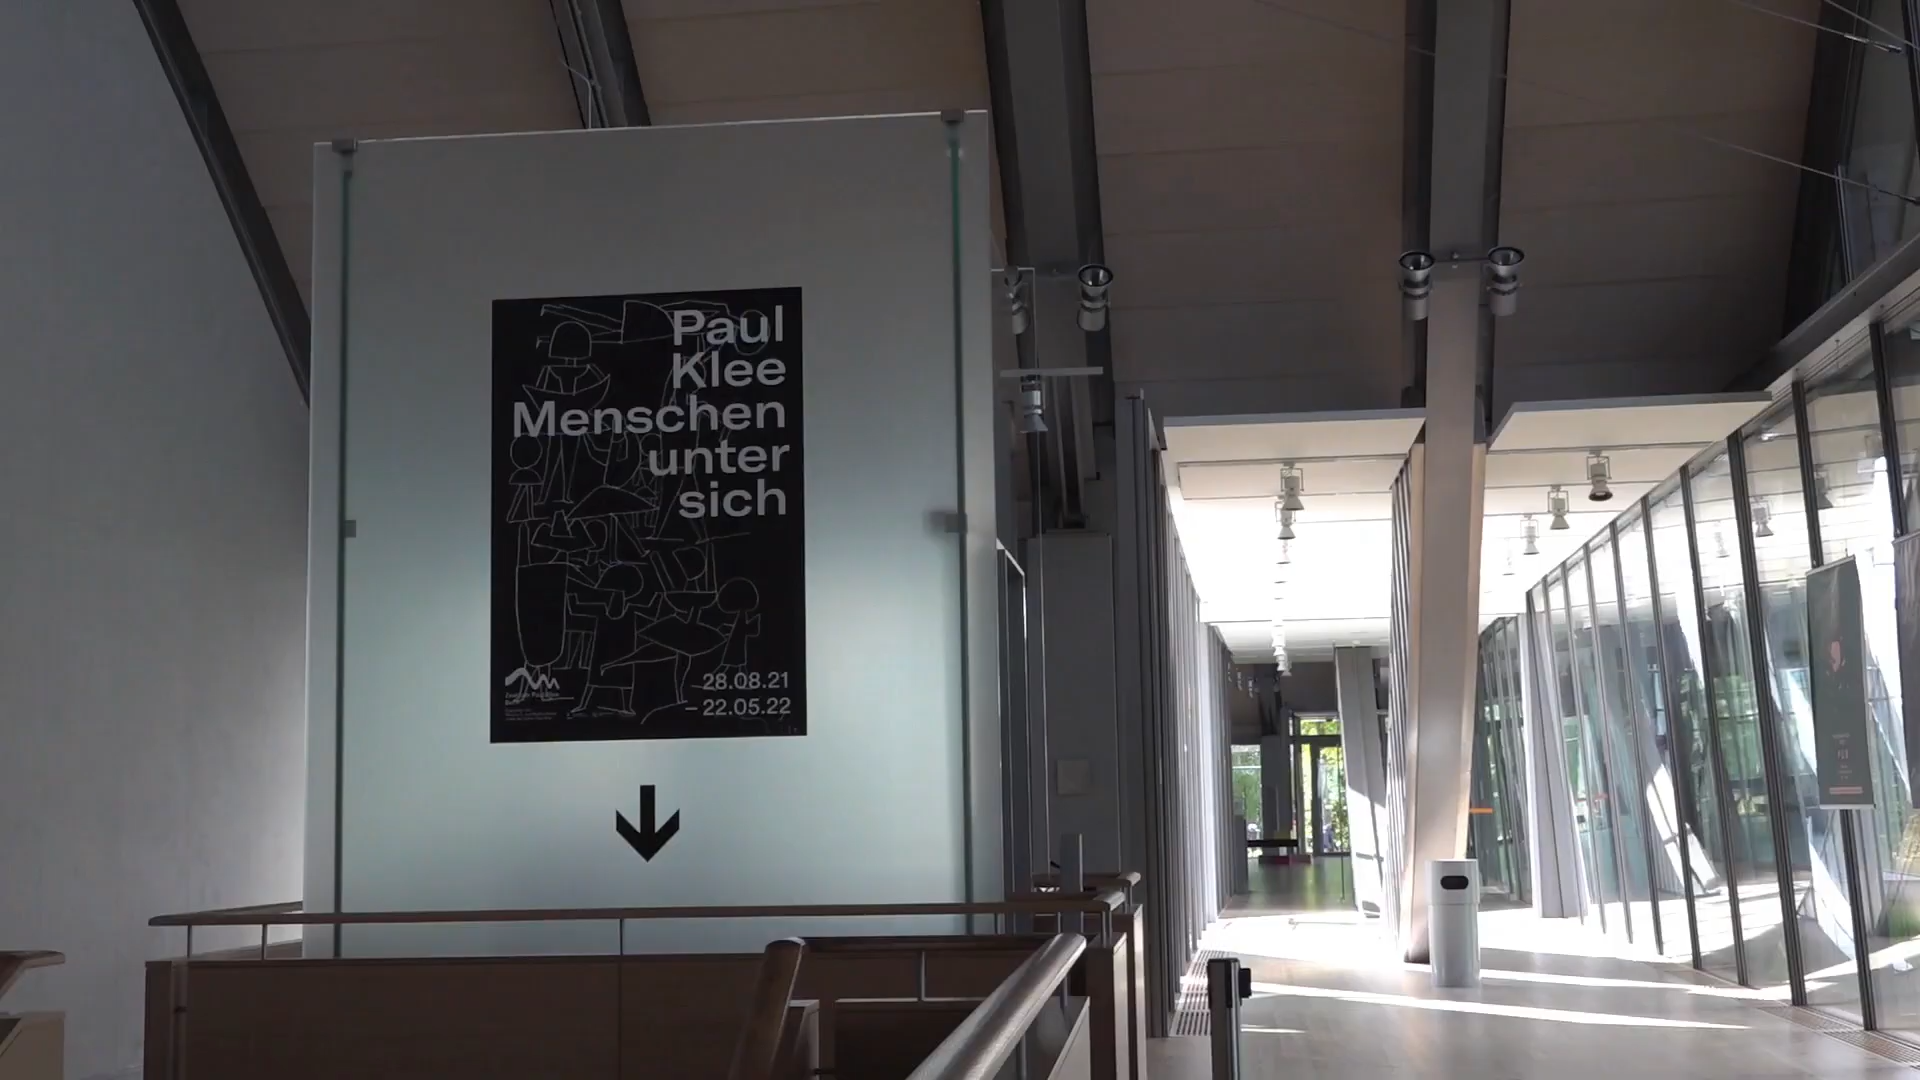 Paul
Klee
Menschen
unter
sich
28.08.21
– 22.05.22